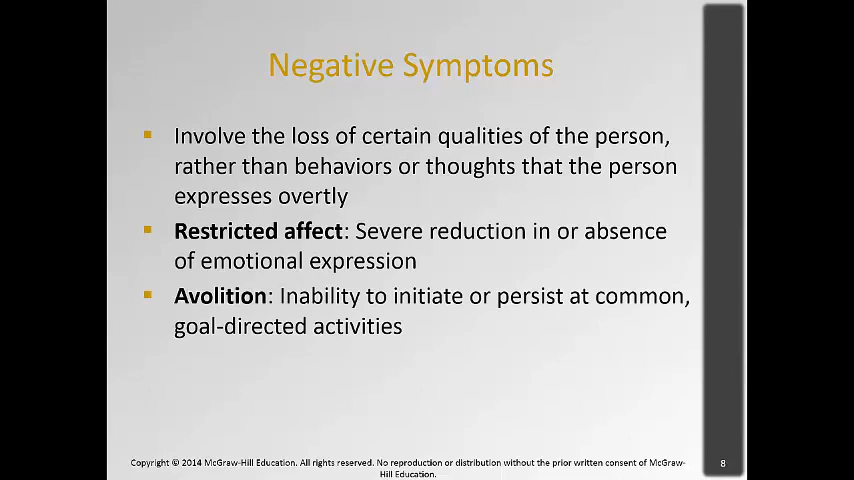 Negative Symptoms
▪ Involve the loss of certain qualities of the person,
rather than behaviors or thoughts that the person
expresses overtly
▪ Restricted affect: Severe reduction in or absence
of emotional expression
▪ Avolition: Inability to initiate or persist at common,
goal-directed activities
Copyright © 2014 McGraw-Hill Education. All rights reserved. No reproduction or distribution without the prior written consent of McGraw-
Hill Education.
8